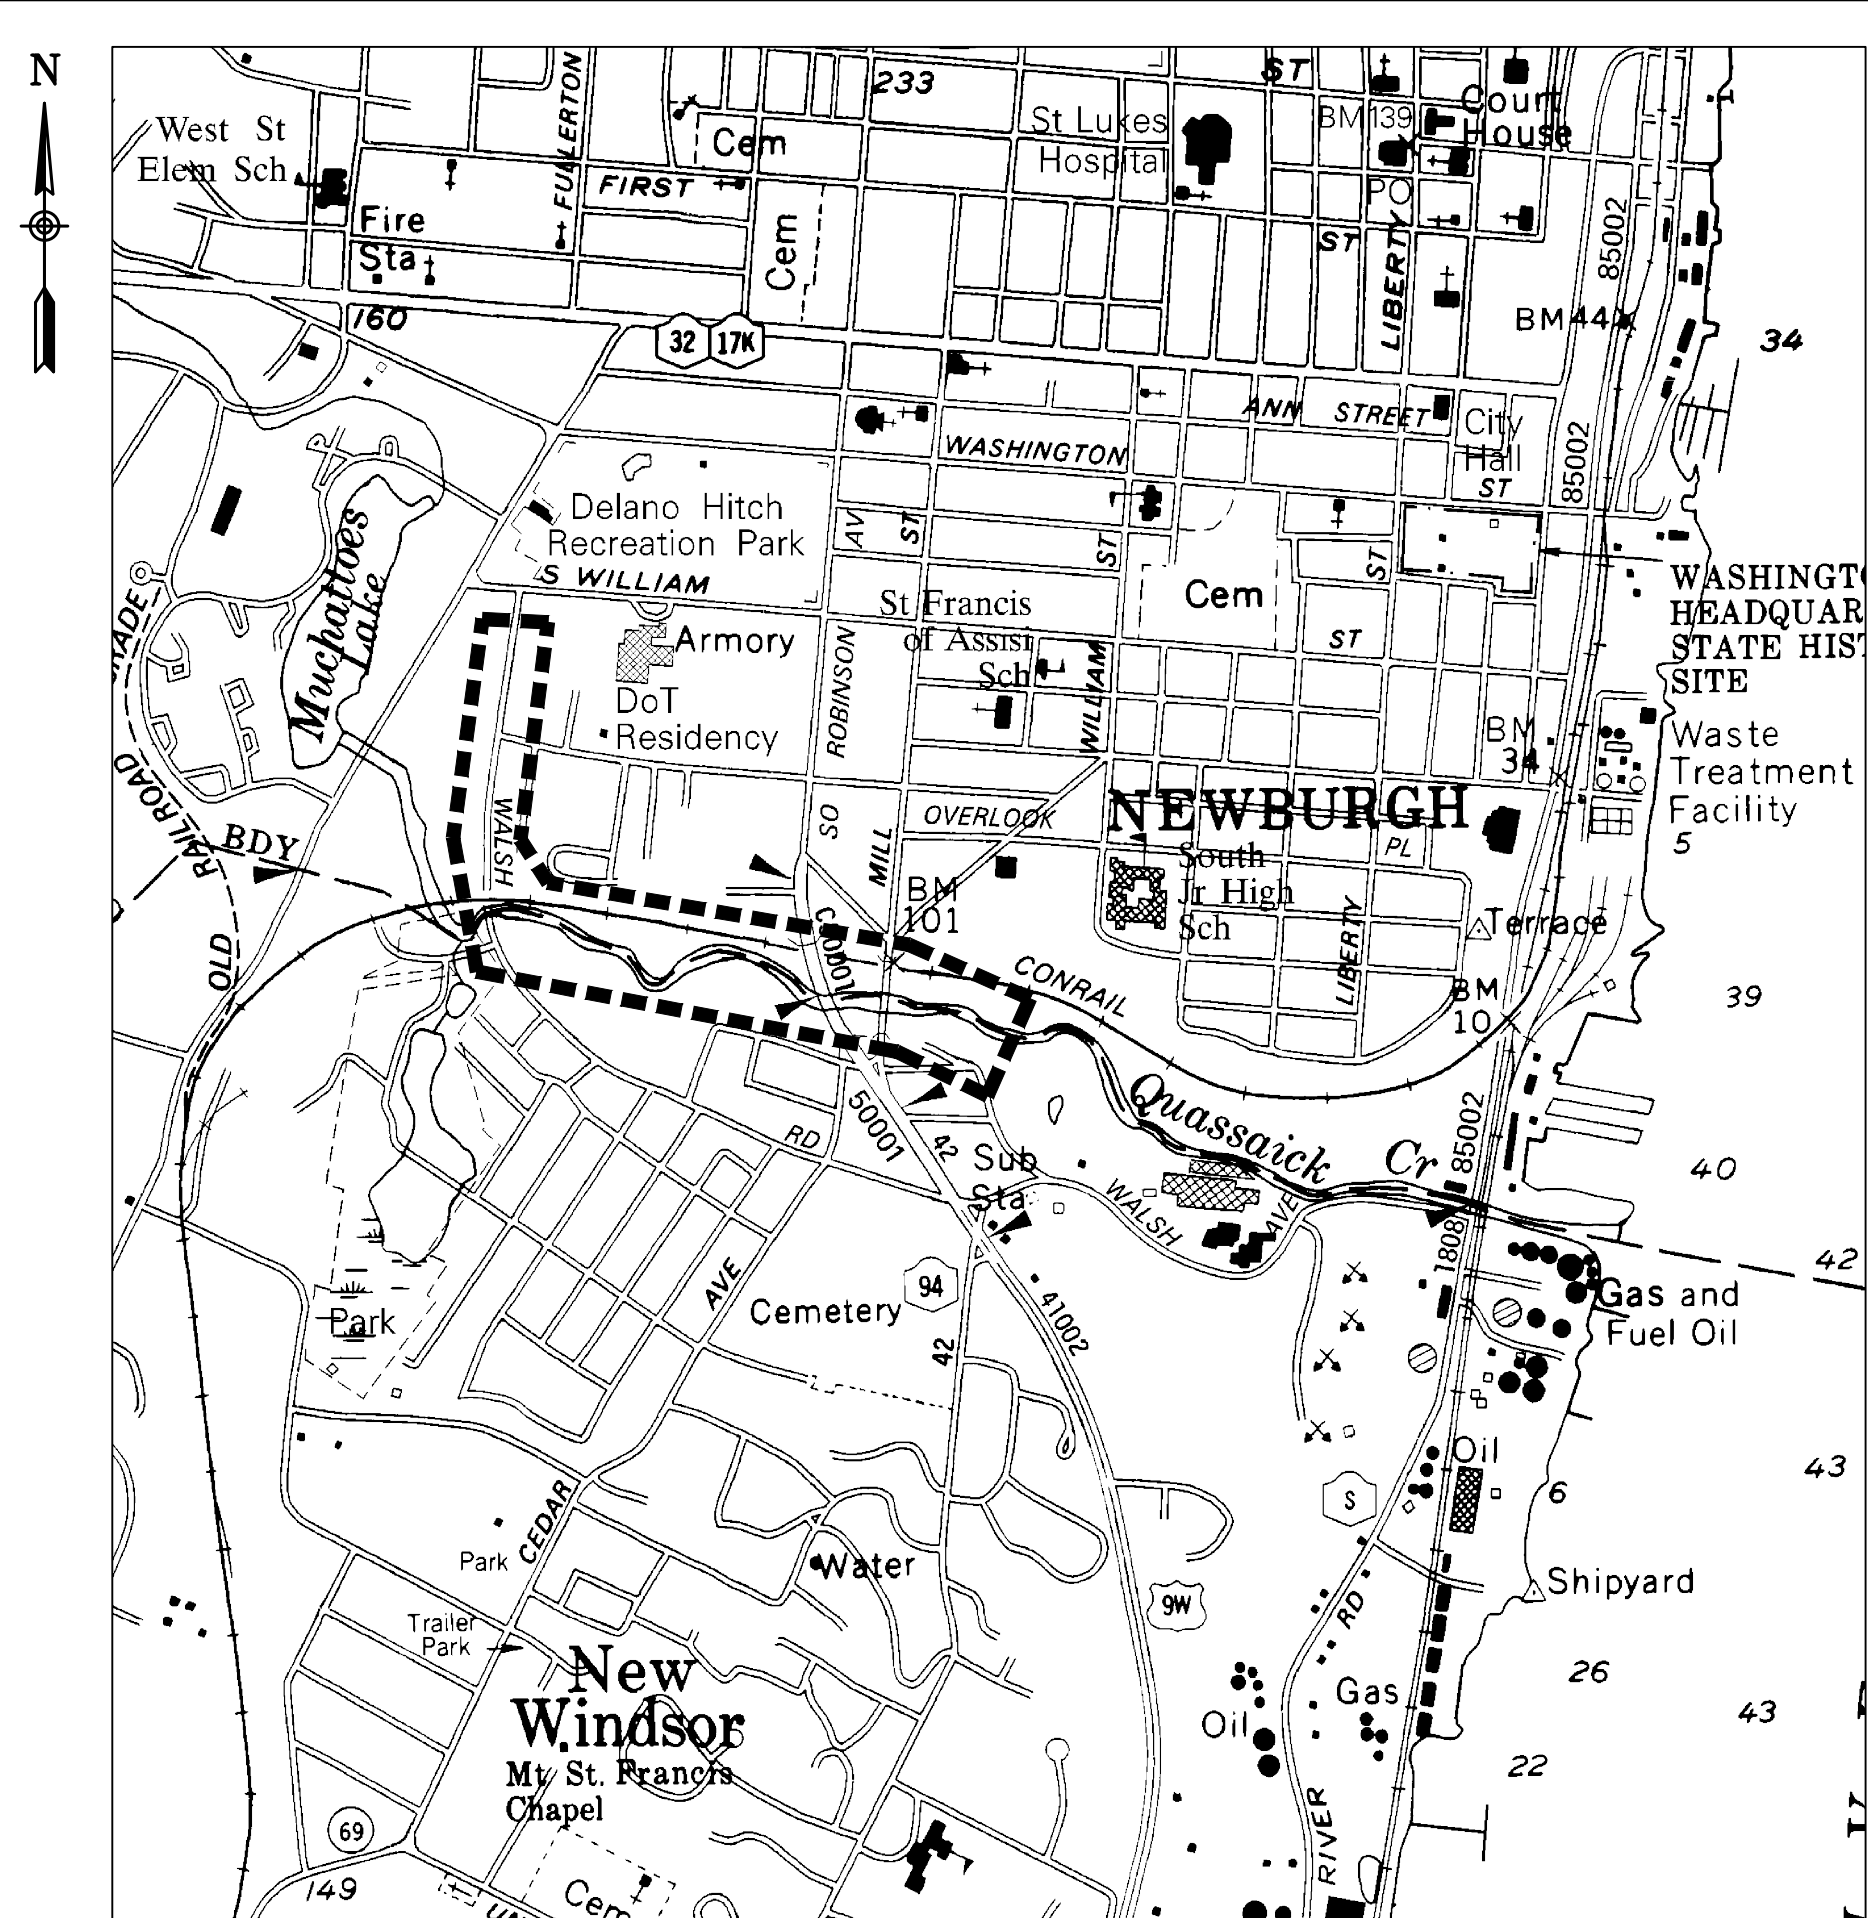 N
233
ST
Court
House
West St
Elem Sch
FULLERTON
Cem
St Lukes
Hospital
BM 139
FIRST
PO
Fire
Sta
Cem
ST
LIBERTY
85002
160
32
17K
BM 44
34
ANN STREET
City
Hall
WASHINGTON
ST
85002
Delano Hitch
Recreation Park
AV
ST
ST
ST
Muchattoes
Lake
S WILLIAM
St Francis
of Assisi
Sch
Cem
WASHINGT
HEADQUAR
STATE HIS
SITE
Armory
ST
DoT
Residency
ROBINSON
WILLIAM
BM
34
Waste
Treatment
Facility
5
RAILROAD
BDY
WALSH
SO
MILL
OVERLOOK
NEWBURGH
PL
South
Jr High
Sch
BM
101
LIBERTY
Terrace
OLD
CONRAIL
BM
10
39
Quassaick Cr
50001
RD
42
Sub
Sta
85002
40
WALSH AVE
1808
42
94
AVE
Cemetery
Park
42
41002
Gas and
Fuel Oil
Oil
43
S
6
CEDAR
Park
Water
9W
Shipyard
Trailer
Park
RD
New
Windsor
Mt. St. Francis
Chapel
26
Oil
Gas
43
22
69
RIVER
149
Cem